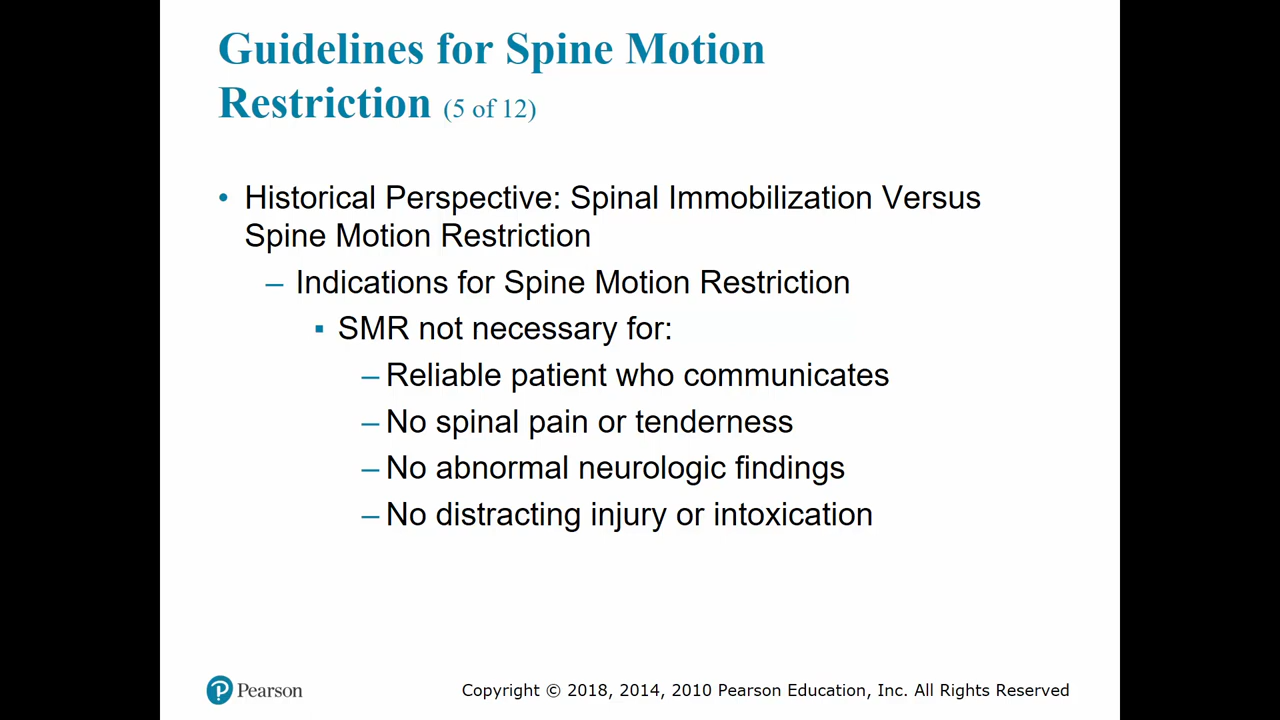 Guidelines for Spine Motion
Restriction (5 of 12)
• Historical Perspective: Spinal Immobilization Versus
Spine Motion Restriction
– Indications for Spine Motion Restriction
▪ SMR not necessary for:
– Reliable patient who communicates
– No spinal pain or tenderness
– No abnormal neurologic findings
– No distracting injury or intoxication
P Pearson
Copyright © 2018, 2014, 2010 Pearson Education, Inc. All Rights Reserved